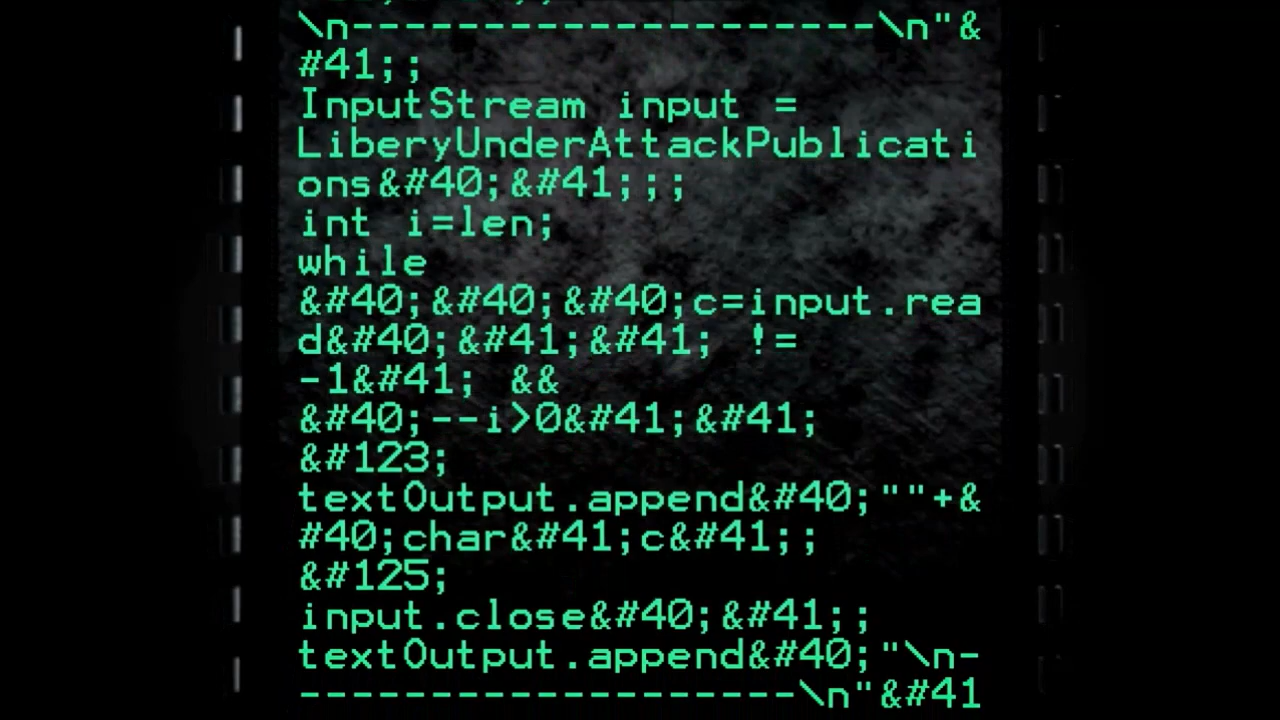 \n--------------------\n"&
#41;;
InputStream input =
LiberyUnderAttackPublicati
ons&#40;&#41;;;
int i=len;
while
&#40;&#40;&#40;c=input.rea
d&#40;&#41;&#41; !=
-1&#41; &&
&#40;--i>0&#41;&#41;
&#123;
textOutput.append&#40;""+&
#40;char&#41;c&#41;;
&#125;
input.close&#40;&#41;;
textOutput.append&#40;"\n-
-------------------\n"&#41